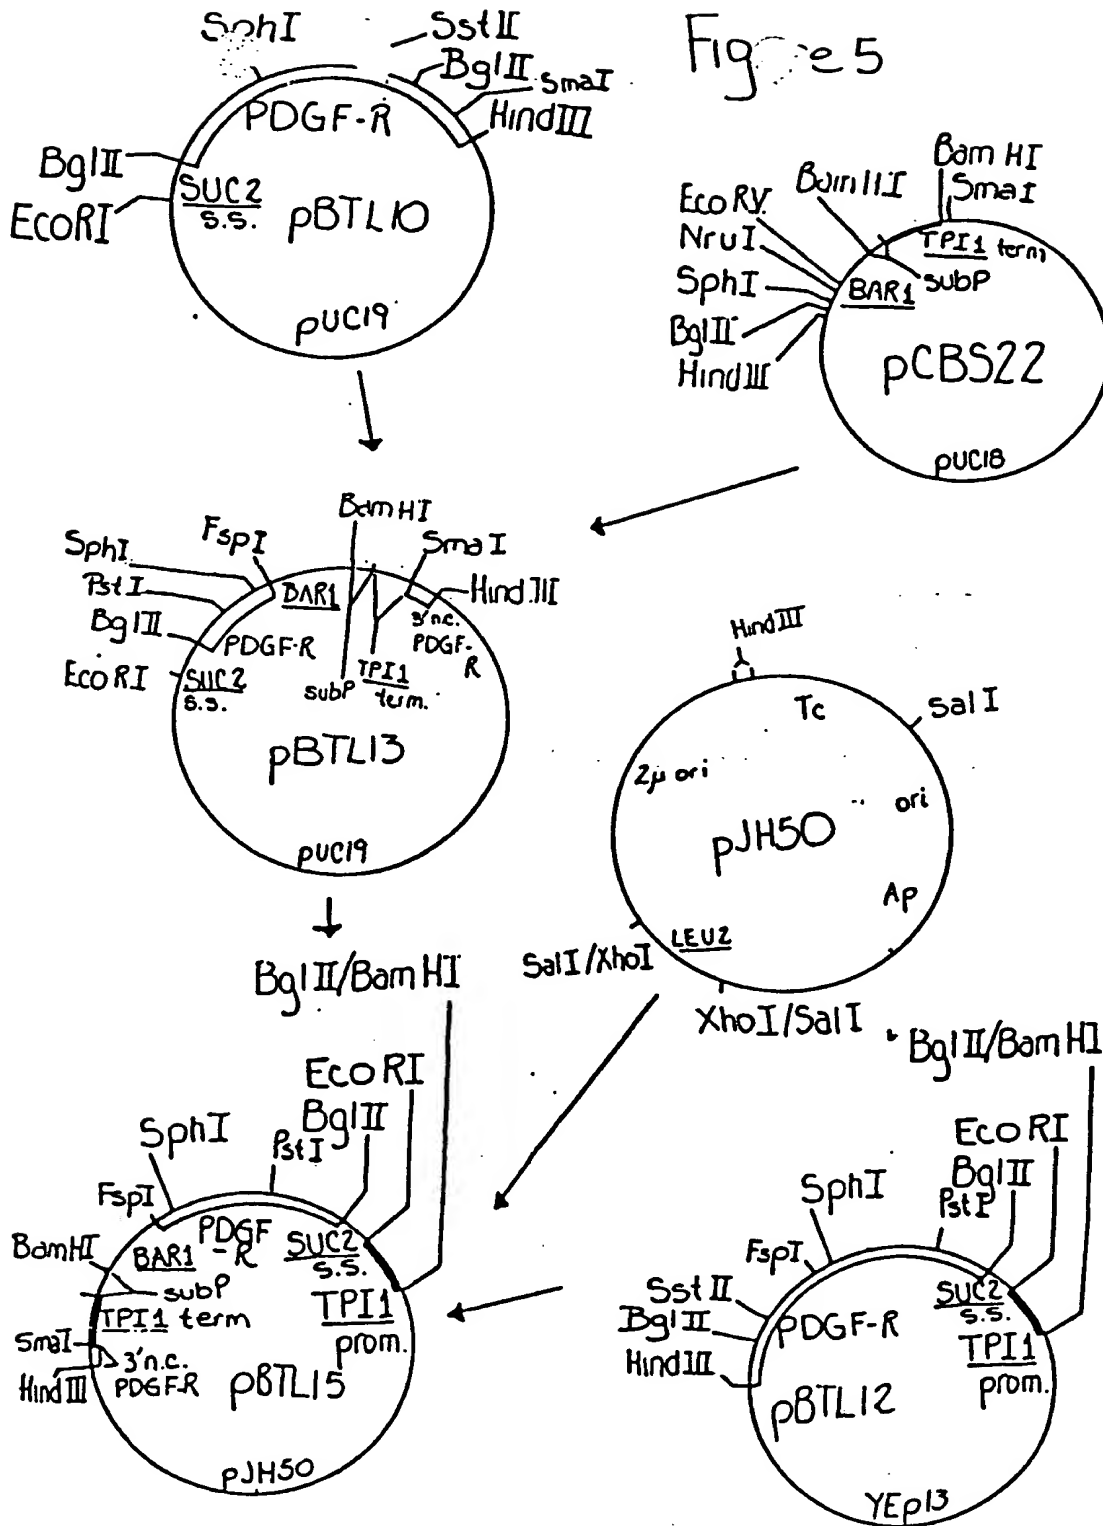 Figure 5
SphI
SstII
BglII
SmaI
HindIII
PDGF-R
BglII
EcoRI
SUC2
s.s.
pBTL10
pUC19
BamHI
SmaI
BamHI
EcoRV
NruI
SphI
BglII
HindIII
TPI1 term
subP
BAR1
pCBS22
pUC18
BamHI
FspI
SmaI
SphI
PstI
HindIII
BglII
BAR1
3'n.c.
PDGF-
R
PDGF-R
EcoRI
SUC2
s.s.
subP
TPI1
term.
pBTL13
pUC19
HindIII
Tc
SalI
2μ ori
ori
pJH50
Ap
LEU2
SalI/XhoI
XhoI/SalI
BglII/BamHI
EcoRI
BglII
SphI
PstI
FspI
PDGF
-R
SUC2
s.s.
BamHI
BAR1
subP
TPI1 term
TPI1
prom.
SmaI
3'n.c.
HindIII
PDGF-R
pBTL15
pJH50
BglII/BamHI
EcoRI
BglII
SphI
PstI
FspI
SstII
SUC2
s.s.
BglII
PDGF-R
TPI1
prom.
HindIII
pBTL12
YEp13